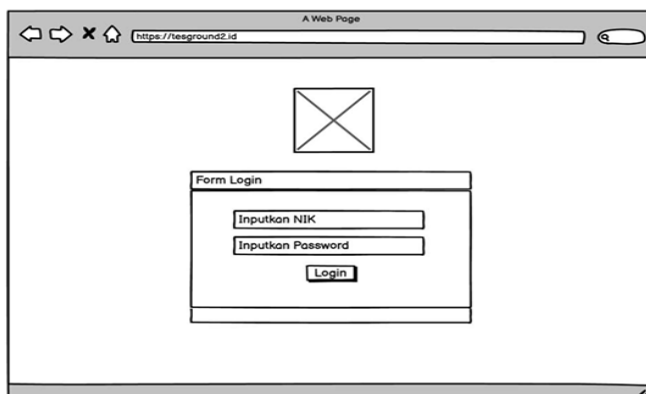 A Web Page
https://tesground2.id
Form Login
Inputkan NIK
Inputkan Password
Login